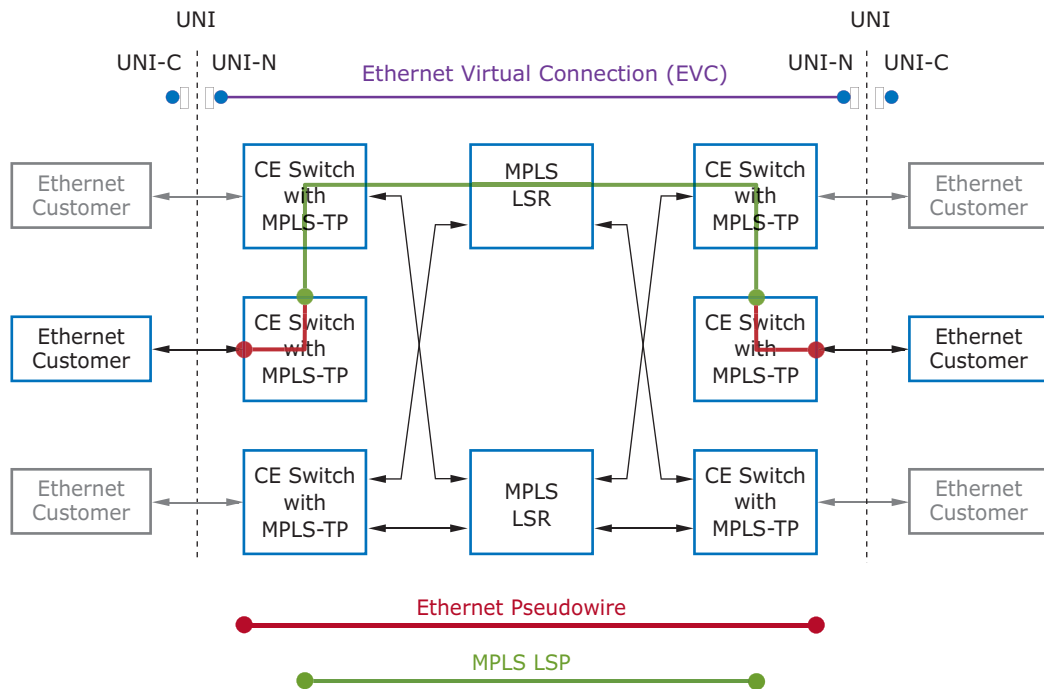 UNI
UNI
UNI-C
UNI-N
Ethernet Virtual Connection (EVC)
UNI-N
UNI-C
Ethernet
Customer
CE Switch
with
MPLS-TP
MPLS
LSR
CE Switch
with
MPLS-TP
Ethernet
Customer
Ethernet
Customer
CE Switch
with
MPLS-TP
CE Switch
with
MPLS-TP
Ethernet
Customer
Ethernet
Customer
CE Switch
with
MPLS-TP
MPLS
LSR
CE Switch
with
MPLS-TP
Ethernet
Customer
Ethernet Pseudowire
MPLS LSP